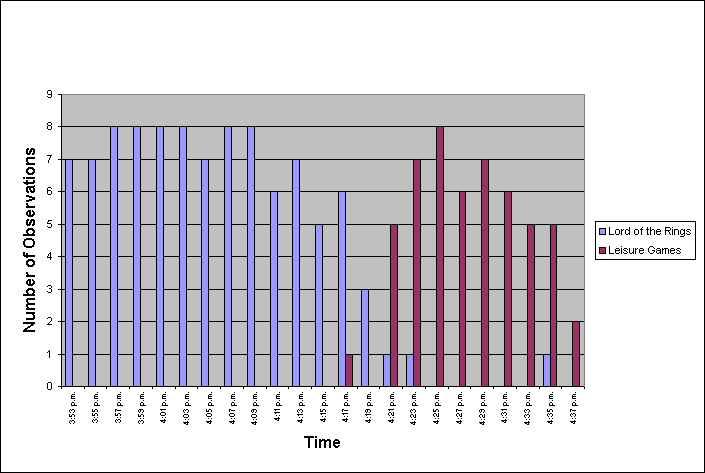 9
8
7
6
5
4
3
2
1
0
Number of Observations
3:53 p.m.
3:55 p.m.
3:57 p.m.
3:59 p.m.
4:01 p.m.
4:03 p.m.
4:05 p.m.
4:07 p.m.
4:09 p.m.
4:11 p.m.
4:13 p.m.
4:15 p.m.
4:17 p.m.
4:19 p.m.
4:21 p.m.
4:23 p.m.
4:25 p.m.
4:27 p.m.
4:29 p.m.
4:31 p.m.
4:33 p.m.
4:35 p.m.
4:37 p.m.
Time
Lord of the Rings
Leisure Games